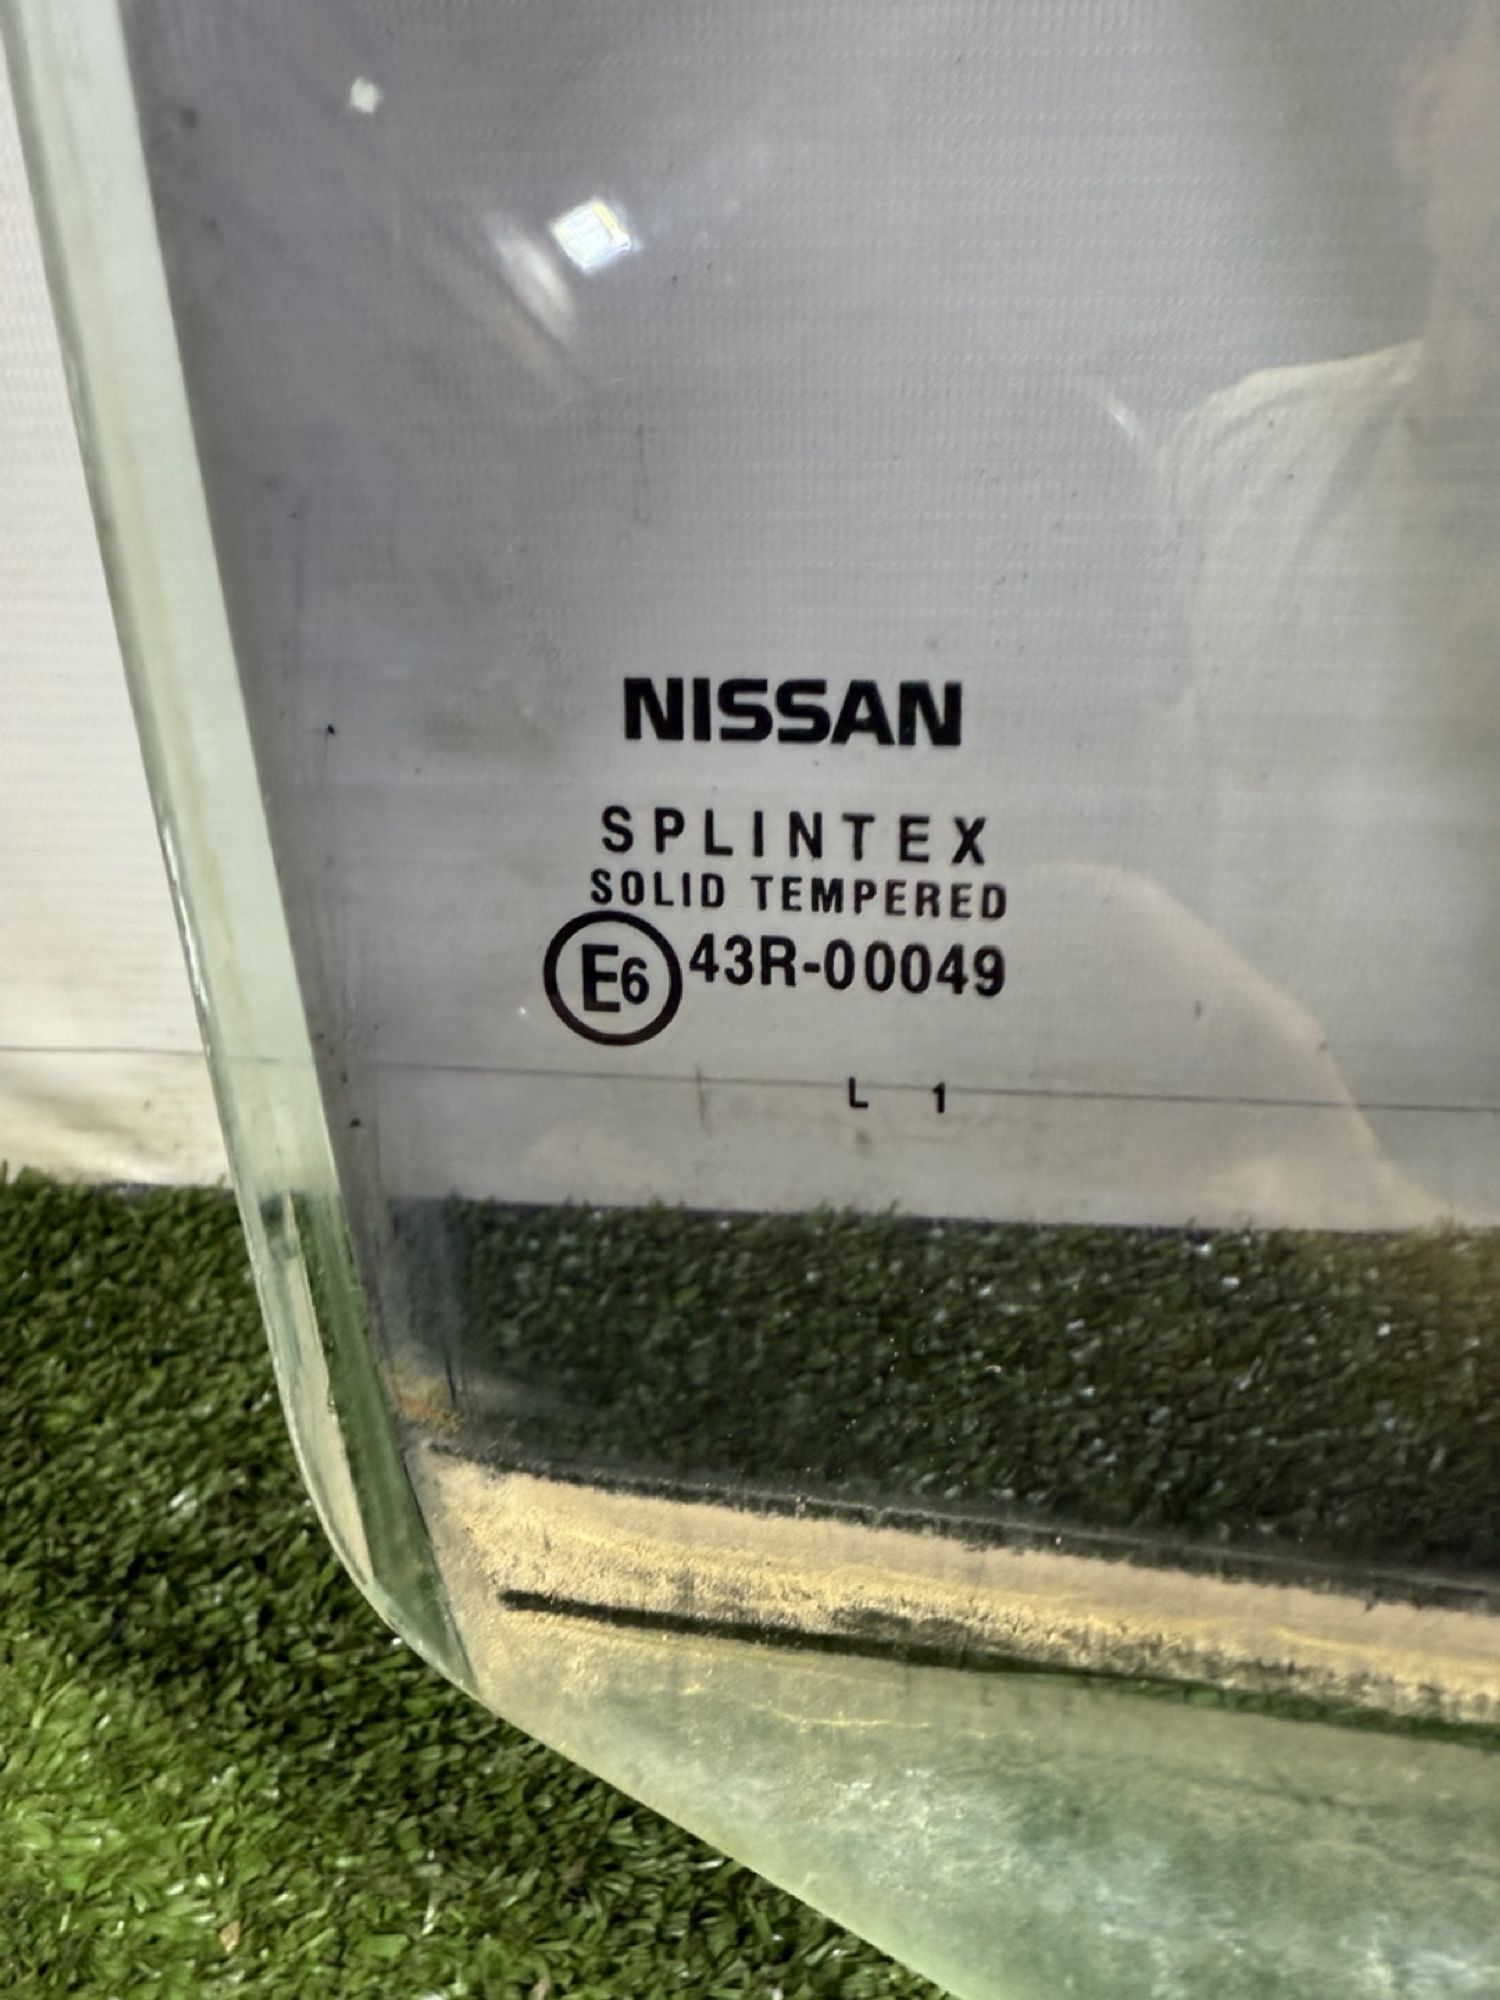 NISSAN
SPLINTEX
SOLID TEMPERED
E6 43R-00049
L 1